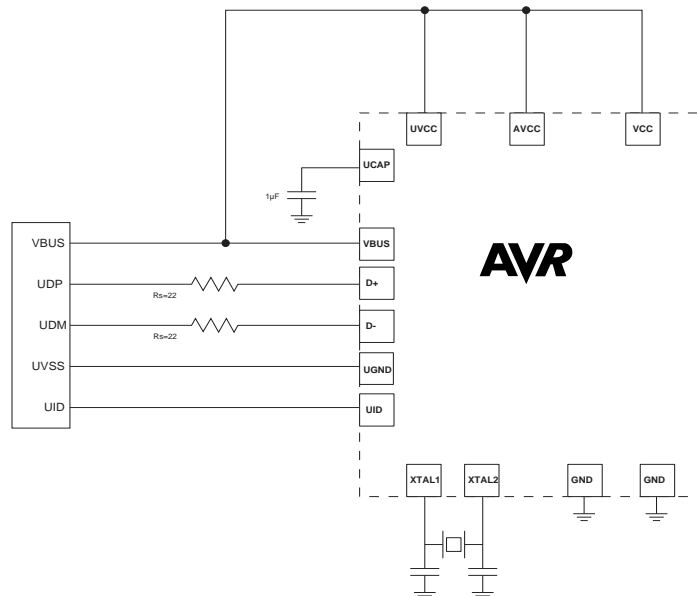 UVCC
AVCC
VCC
UCAP
1µF
VBUS
VBUS
AVR
UDP
Rs=22
D+
UDM
Rs=22
D-
UVSS
UGND
UID
UID
XTAL1
XTAL2
GND
GND